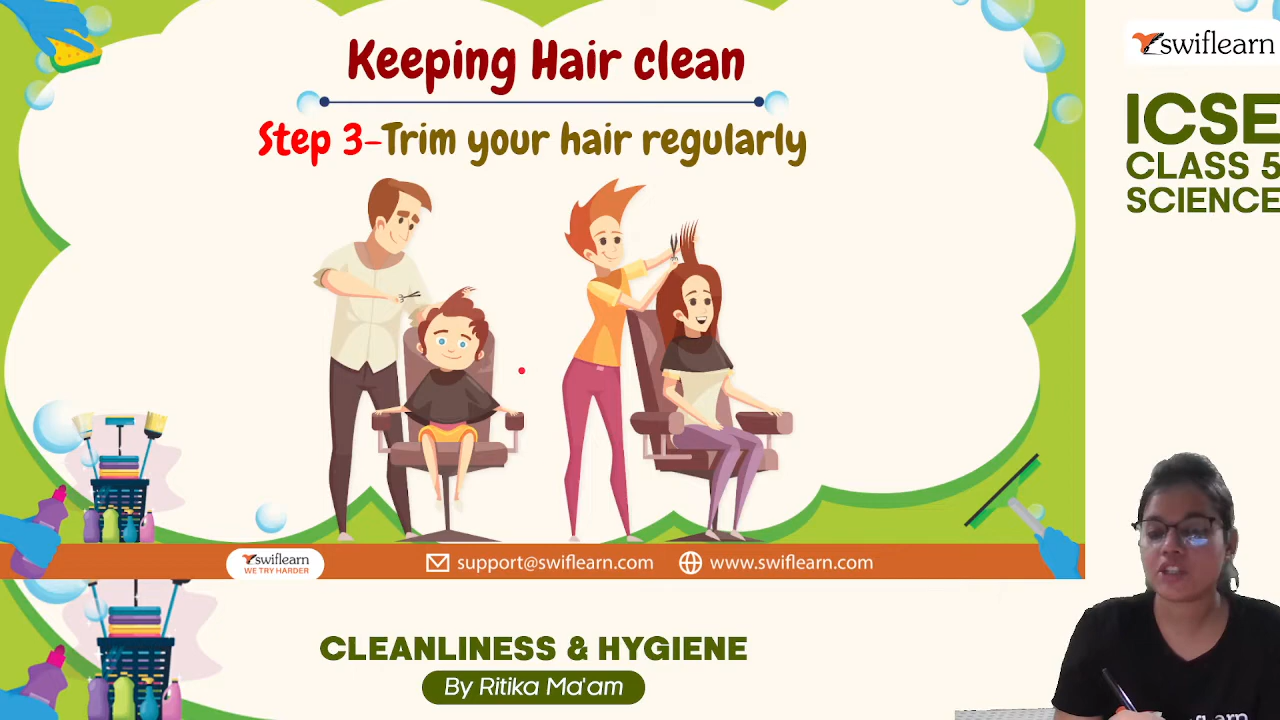 Keeping Hair clean
Step 3-Trim your hair regularly
swiflearn
ICSE
CLASS 5
SCIENCE
swiflearn
WE TRY HARDER
support@swiflearn.com
www.swiflearn.com
CLEANLINESS & HYGIENE
By Ritika Ma'am